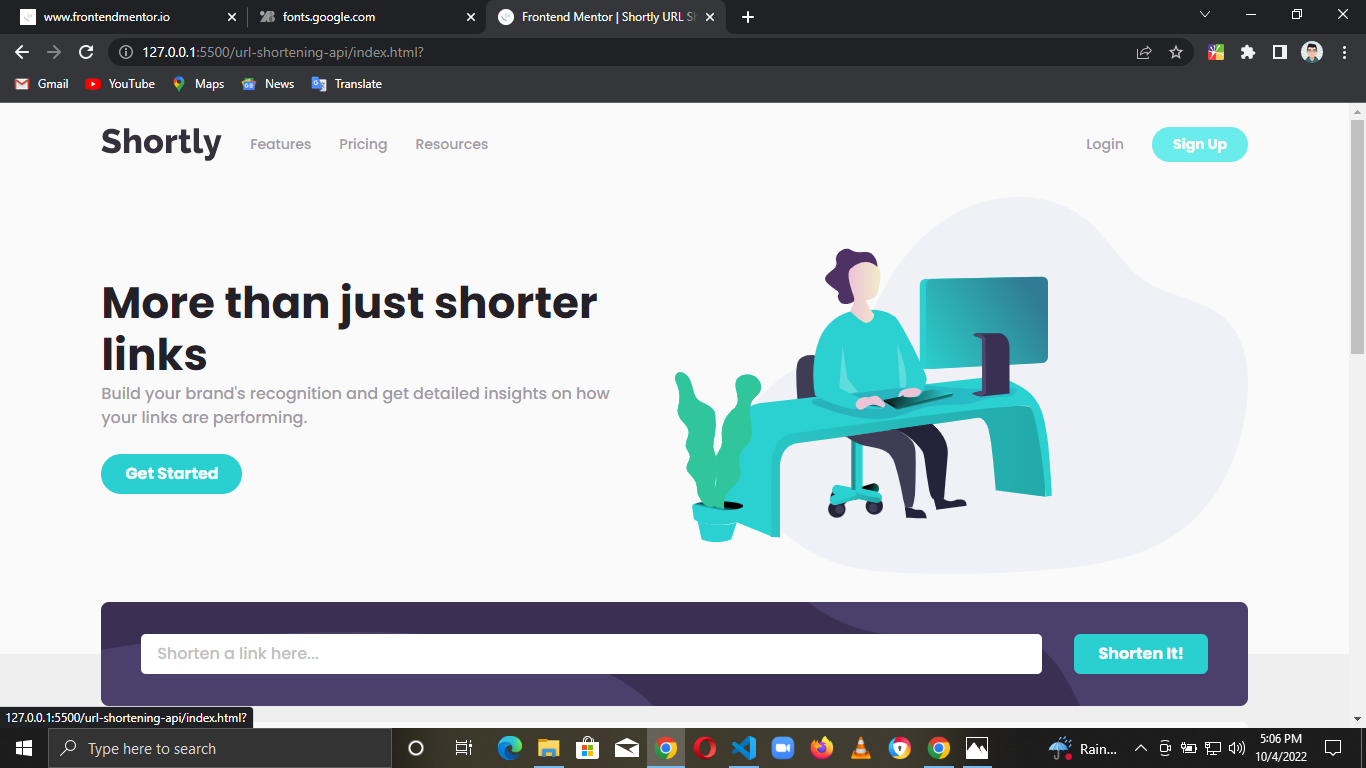 www.frontendmentor.io
fonts.google.com
Frontend Mentor | Shortly URL S
127.0.0.1:5500/url-shortening-api/index.html?
Gmail
YouTube
Maps
News
Translate
Shortly
Features
Pricing
Resources
Login
Sign Up
More than just shorter
links
Build your brand's recognition and get detailed insights on how
your links are performing.
Get Started
Shorten a link here...
Shorten It!
127.0.0.1:5500/url-shortening-api/index.html?
Type here to search
Rain...
5:06 PM
10/4/2022